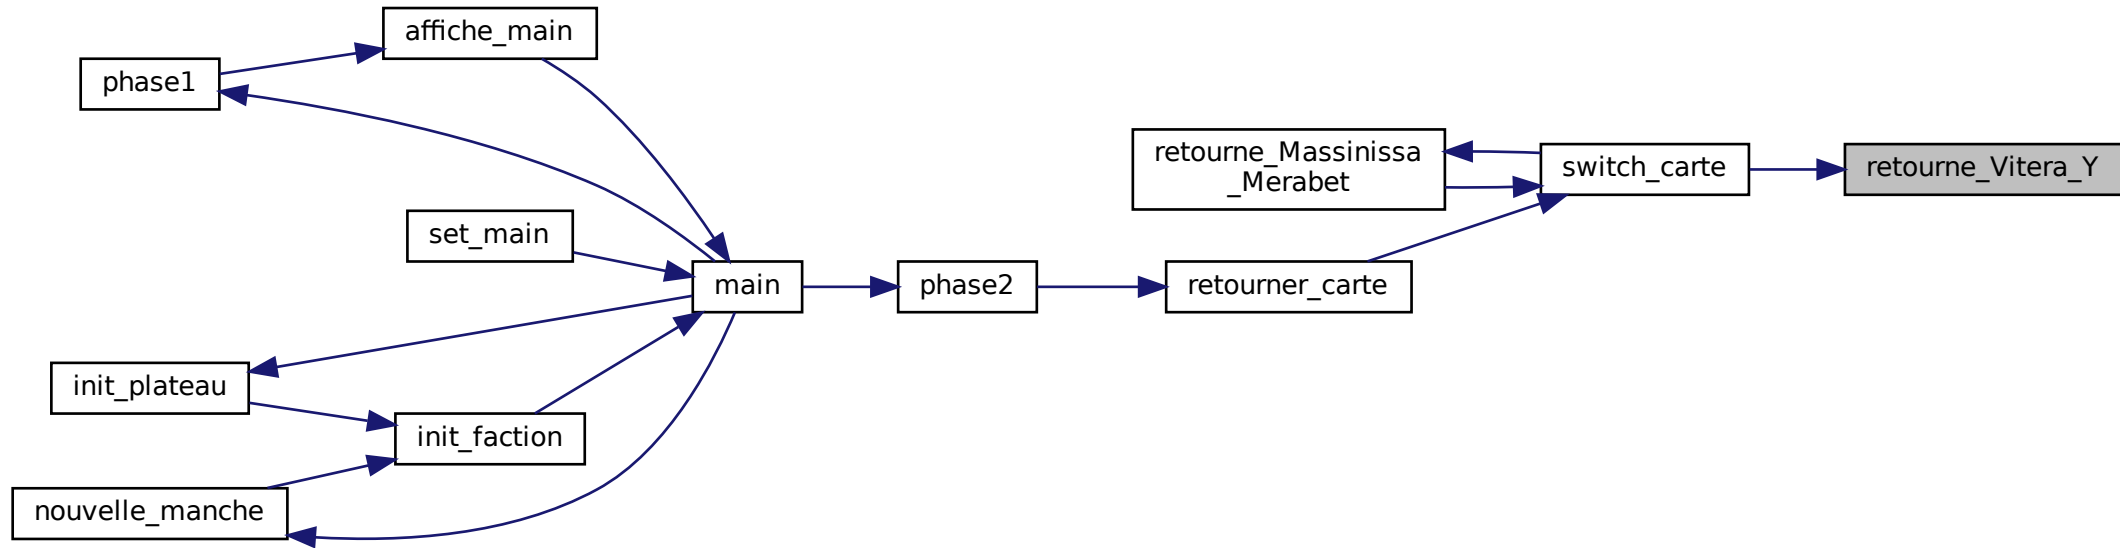 affiche_main
phase1
retourne_Massinissa
_Merabet
switch_carte
retourne_Vitera_Y
set_main
main
phase2
retourner_carte
init_plateau
init_faction
nouvelle_manche